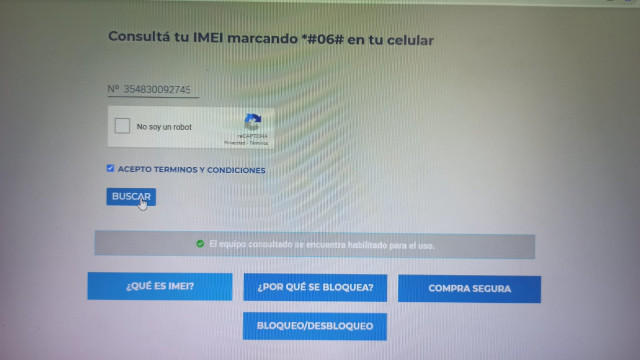 Consultá tu IMEI marcando *#06# en tu celular
Nº 354830092745
No soy un robot
reCAPTCHA
Privacidad - Términos
ACEPTO TERMINOS Y CONDICIONES
BUSCAR
El equipo consultado se encuentra habilitado para el uso.
¿QUÉ ES IMEI?
¿POR QUÉ SE BLOQUEA?
COMPRA SEGURA
BLOQUEO/DESBLOQUEO